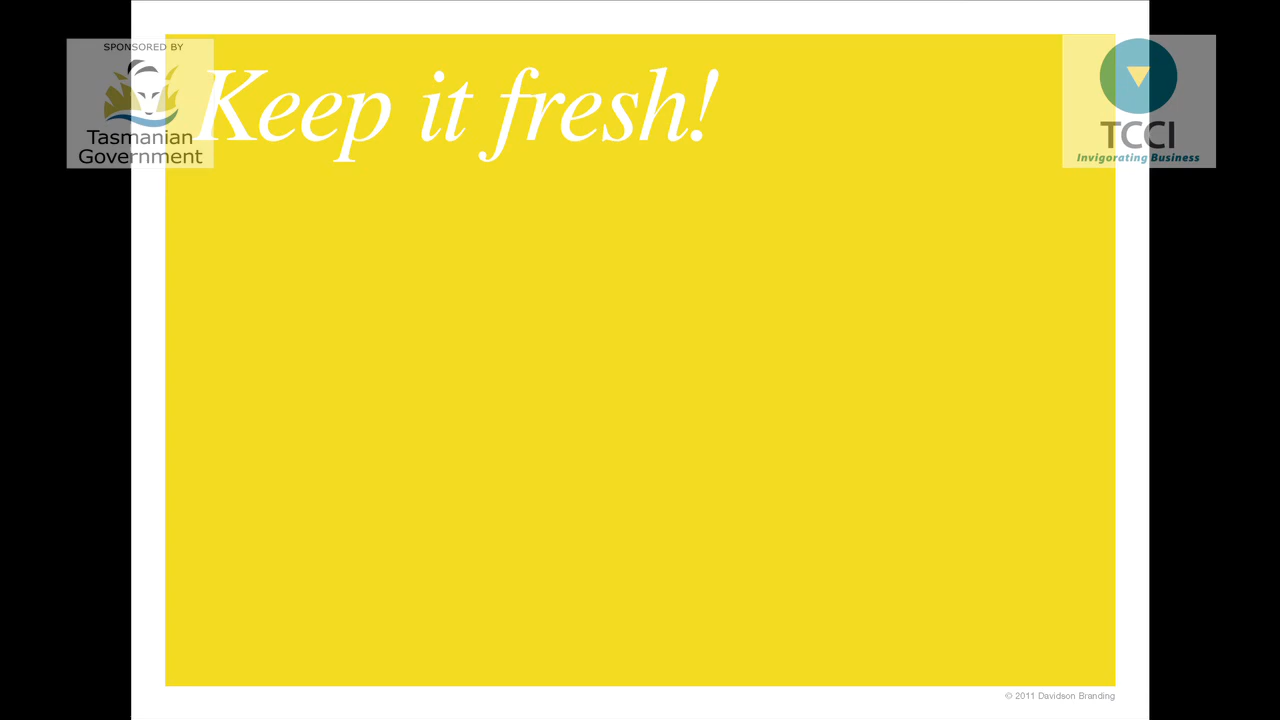 SPONSORED BY
Tasmanian
Government
Keep it fresh!
TCCI
Invigorating Business
© 2011 Davidson Branding